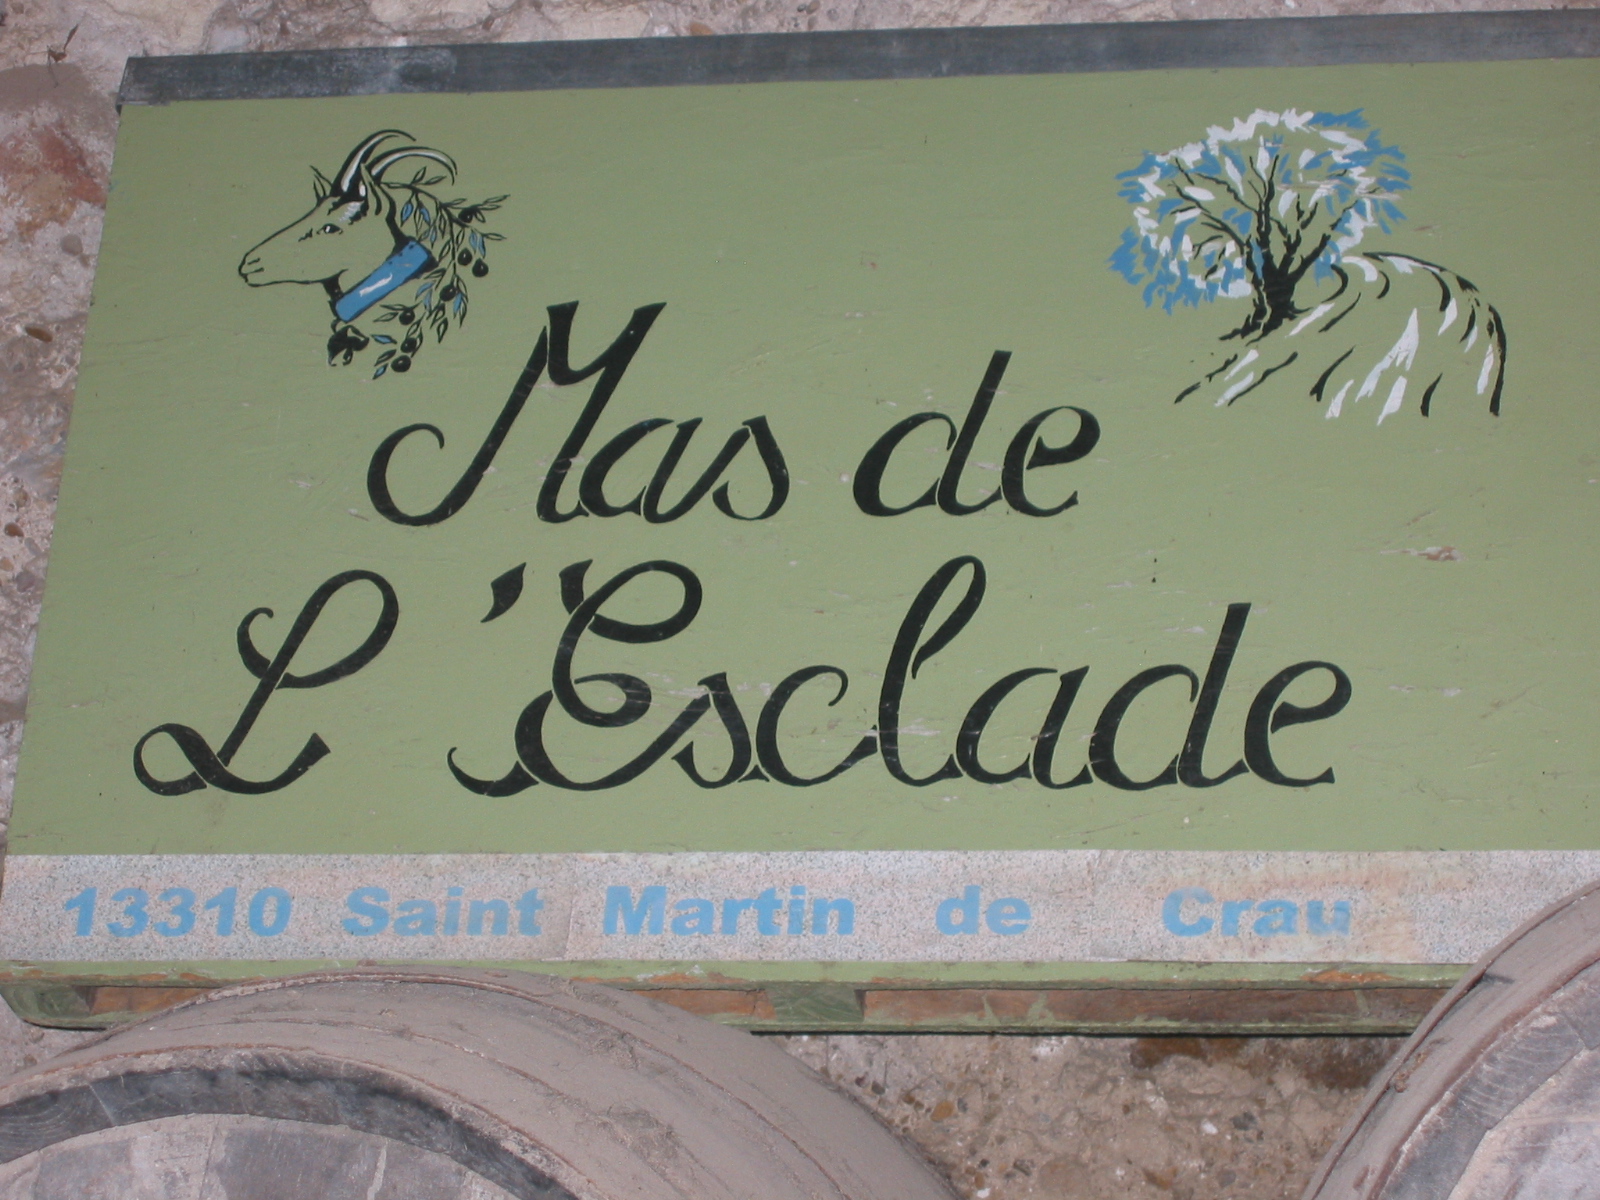 Mas de
L'Esclade
13310 Saint Martin de Crau